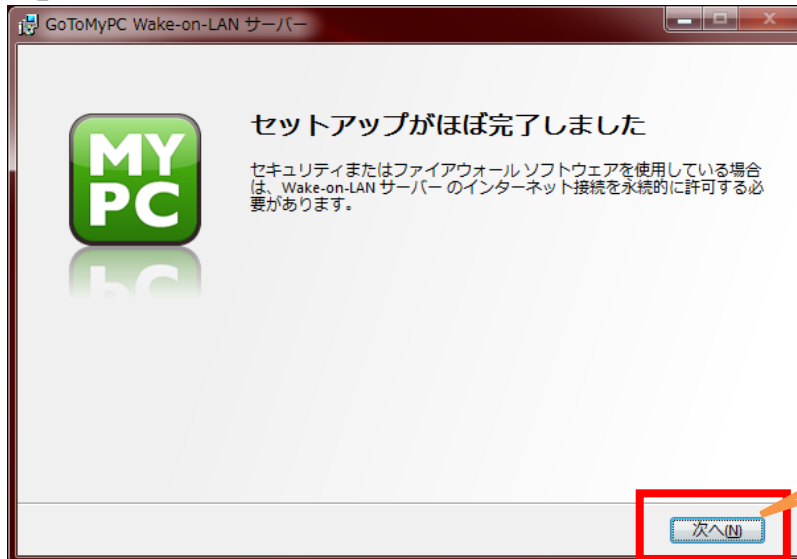 GoToMyPC Wake-on-LAN サーバー
MY
PC
セットアップがほぼ完了しました
セキュリティまたはファイアウォール ソフトウェアを使用している場合
は、Wake-on-LAN サーバー のインターネット接続を永続的に許可する必
要があります。
次へ(N)